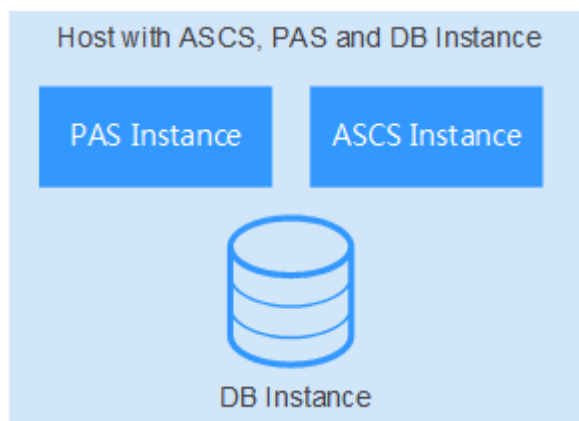 Host with ASCS, PAS and DB Instance
PAS Instance
ASCS Instance
DB Instance